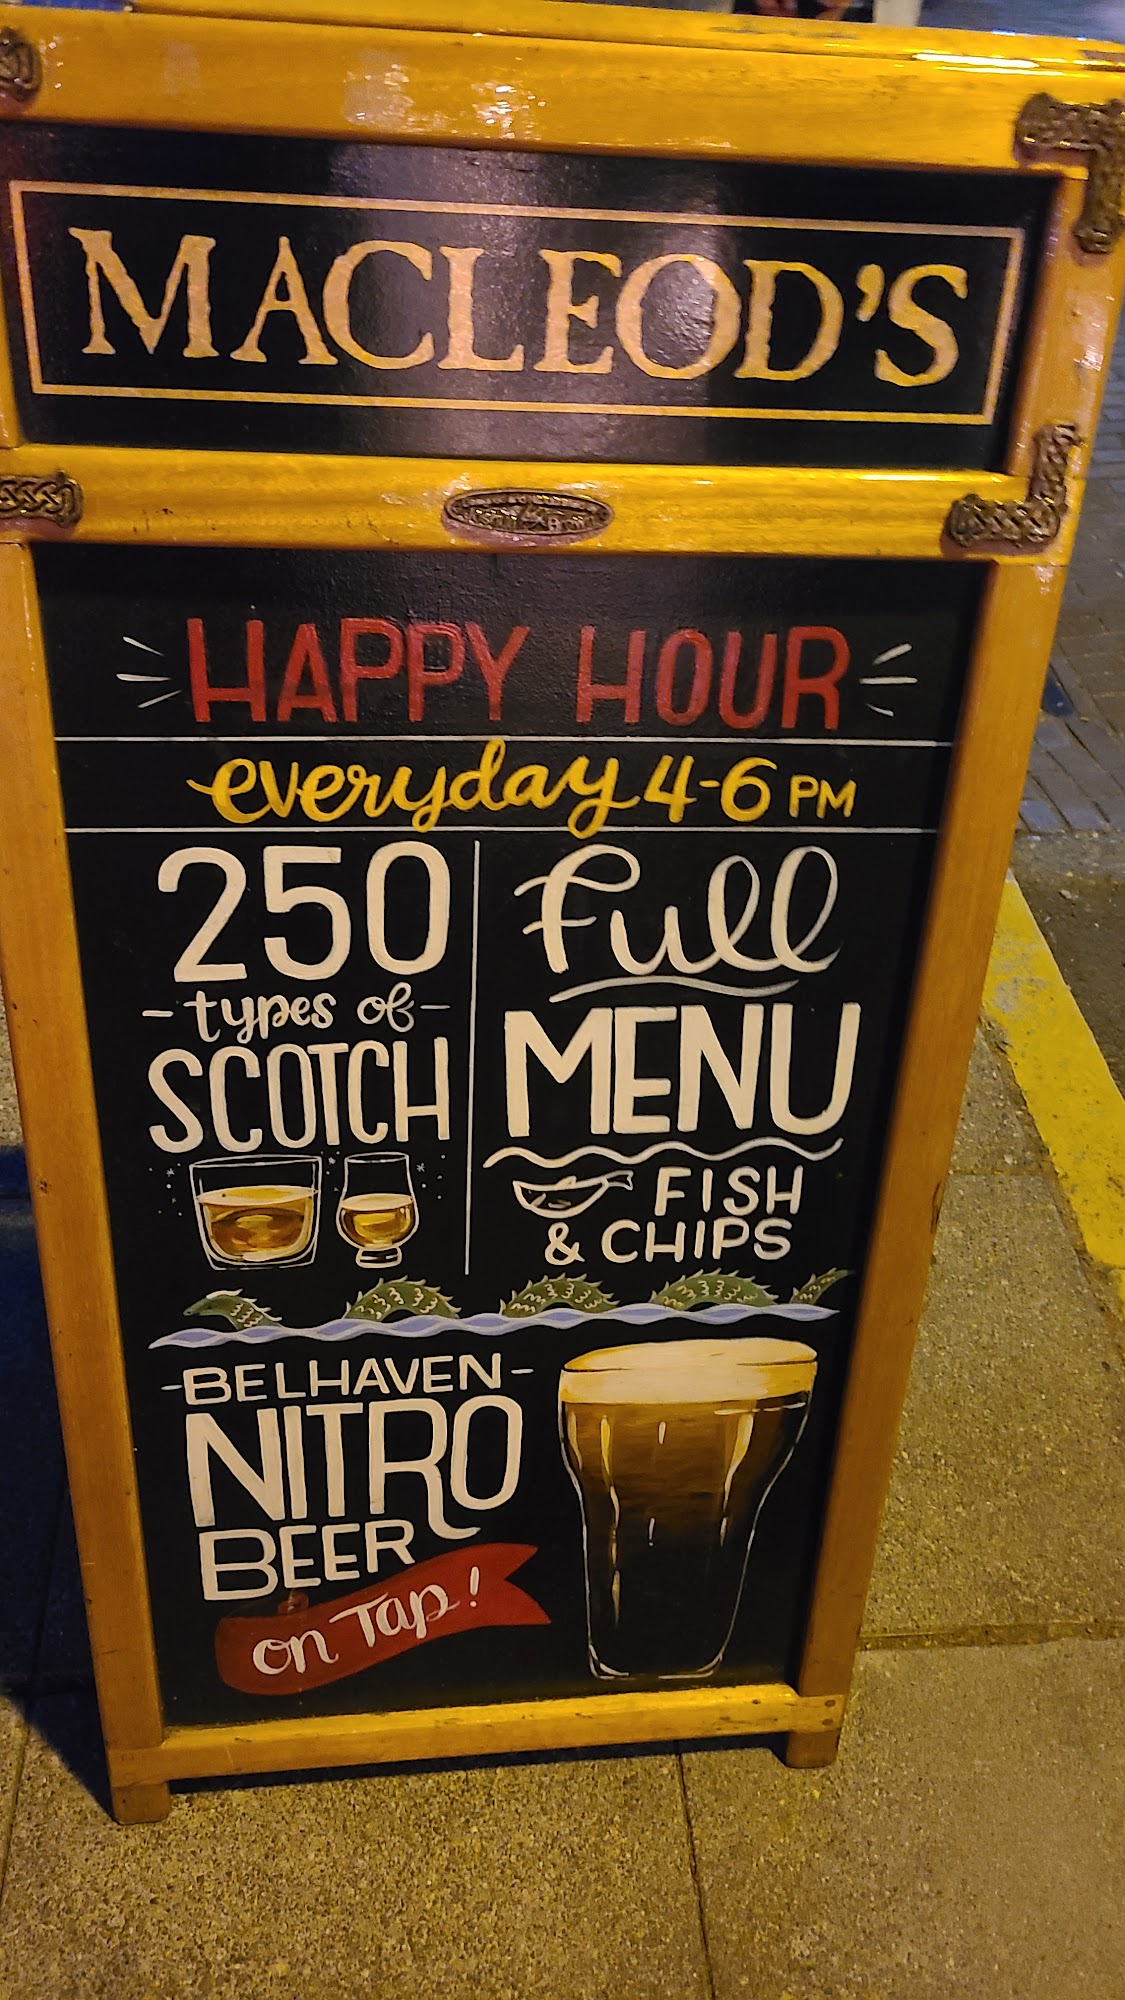 MACLEOD'S
HAPPY HOUR
everyday 4-6 PM
250
- types of -
SCOTCH
Full
MENU
FISH
& CHIPS
- BELHAVEN -
NITRO
BEER
on Tap!